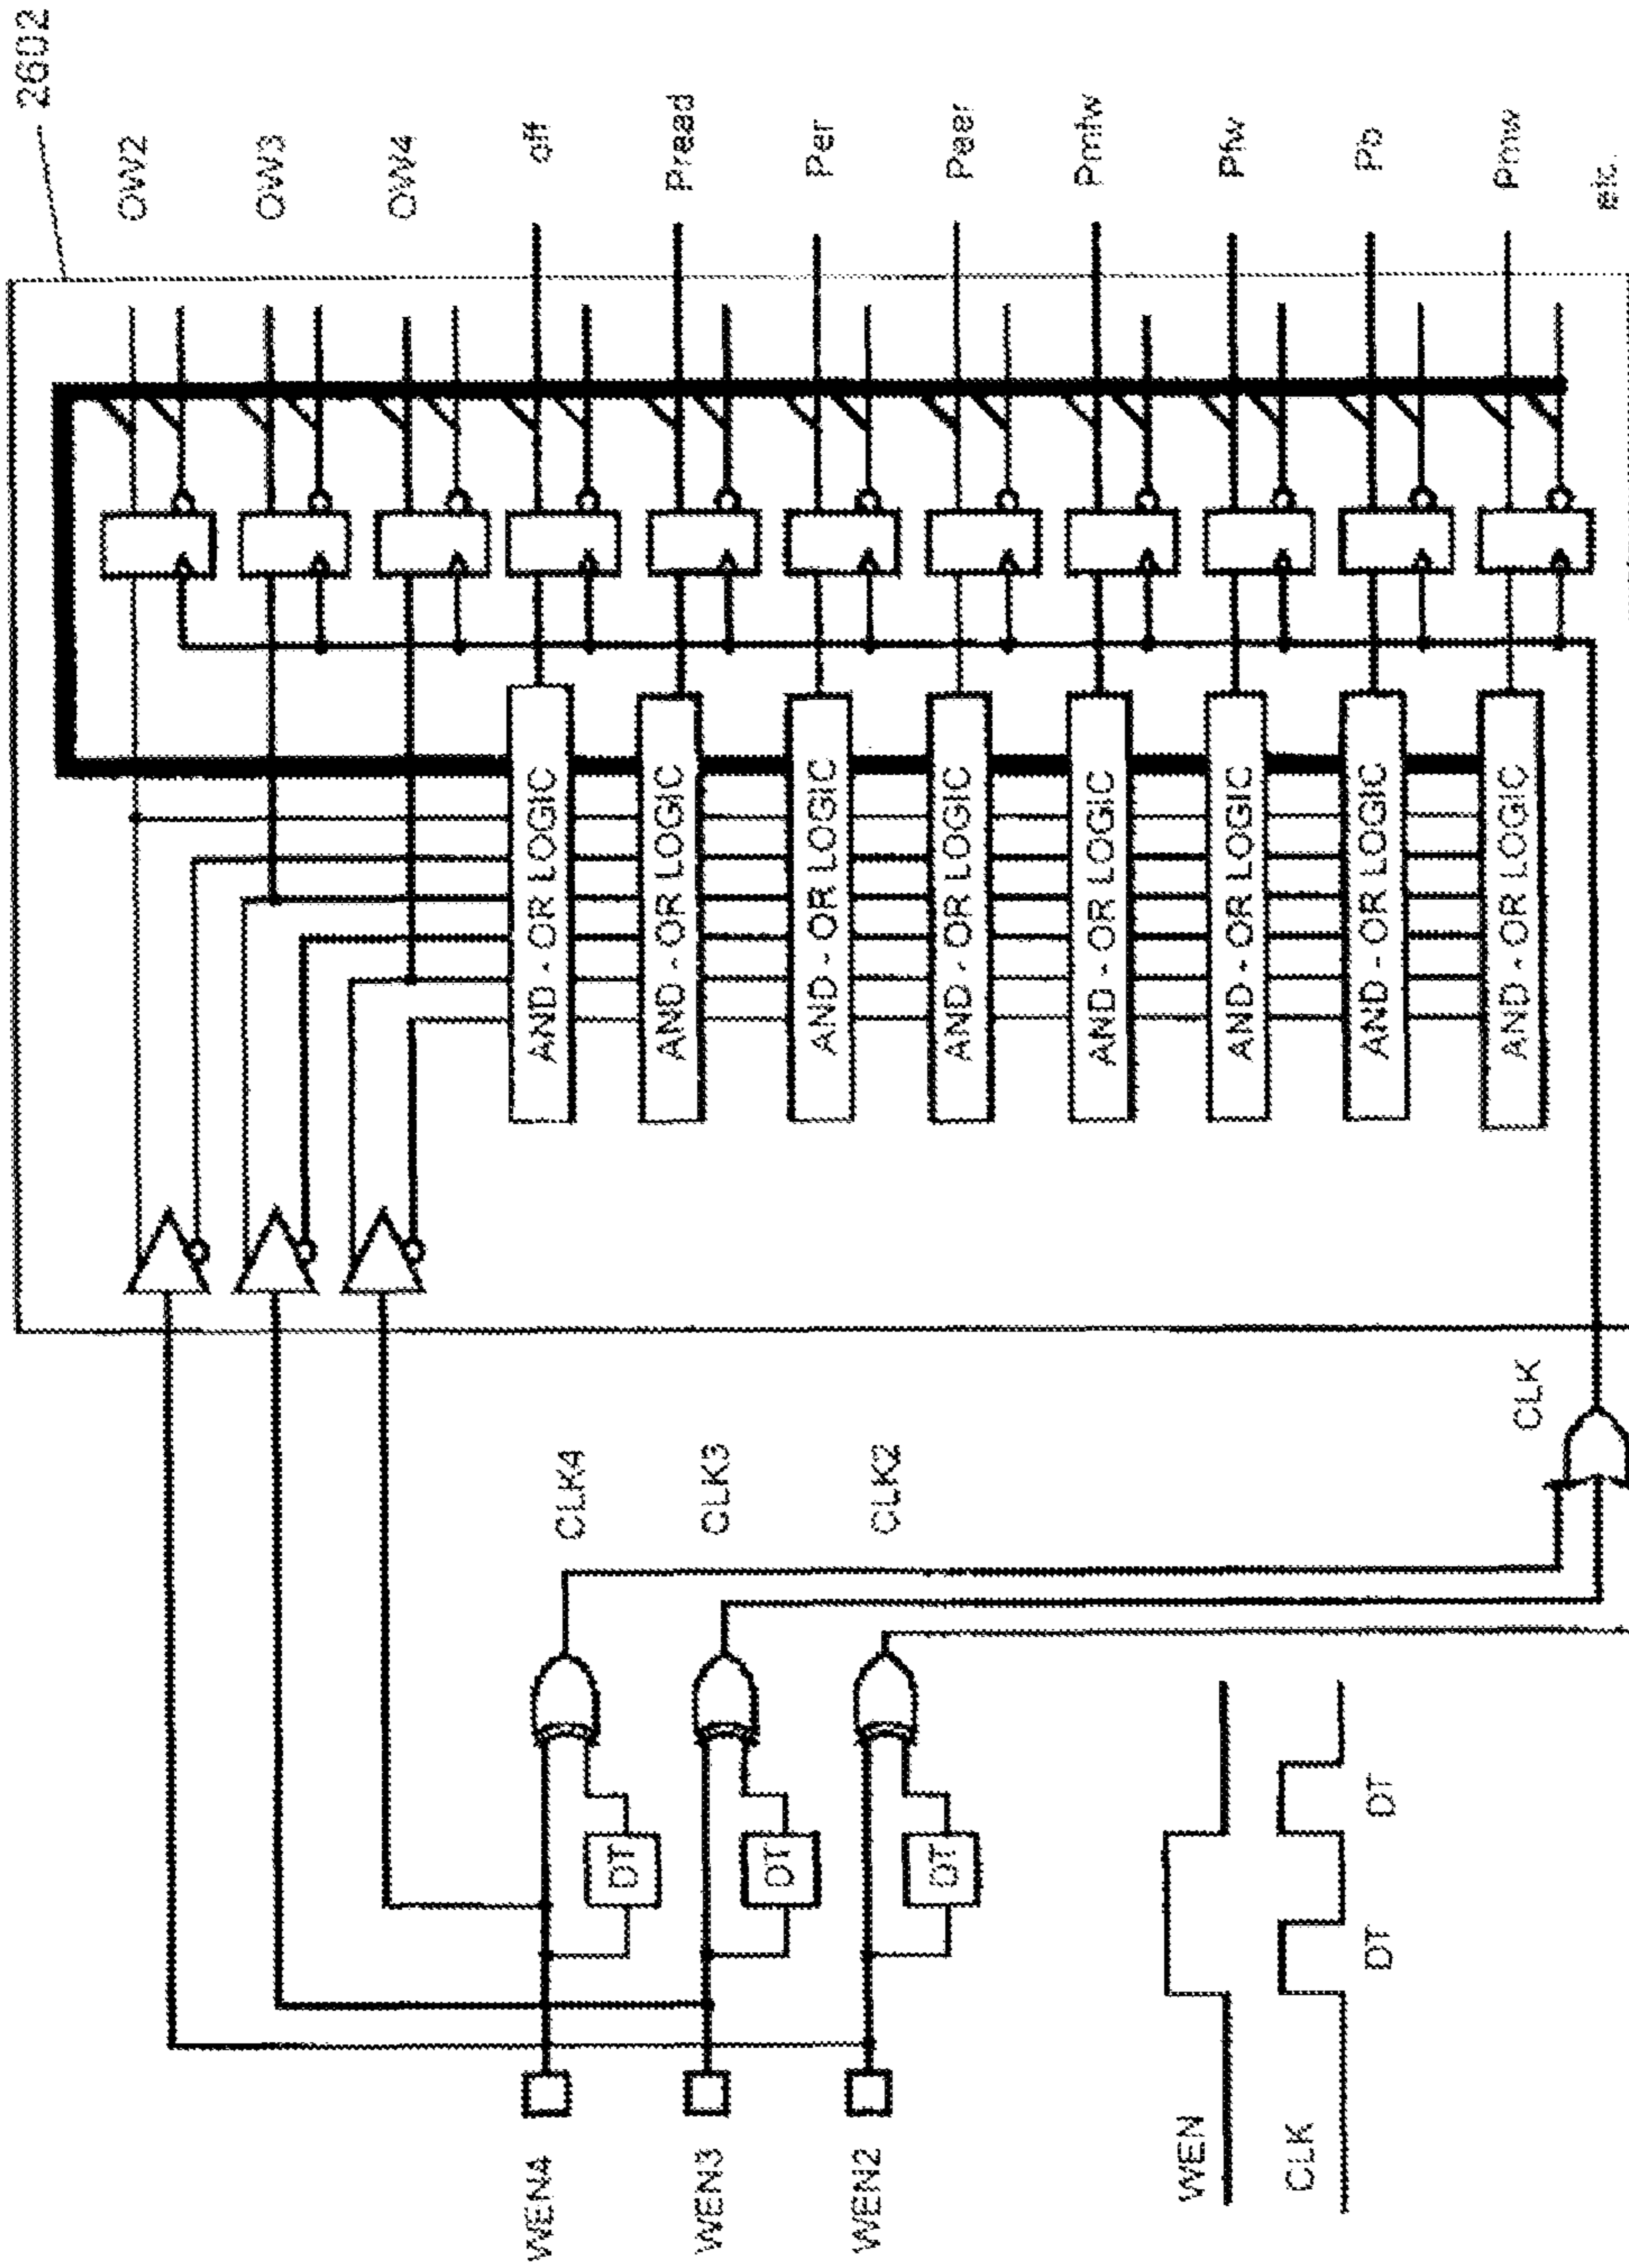 2602
OW2
OW3
OW4
off
Pread
Per
Paer
Pmfw
Pfw
Pb
Pmw
etc.
AND - OR LOGIC
AND - OR LOGIC
AND - OR LOGIC
AND - OR LOGIC
AND - OR LOGIC
AND - OR LOGIC
AND - OR LOGIC
AND - OR LOGIC
CLK
CLK4
CLK3
CLK2
DT
DT
DT
WEN4
WEN3
WEN2
WEN
CLK
DT
DT